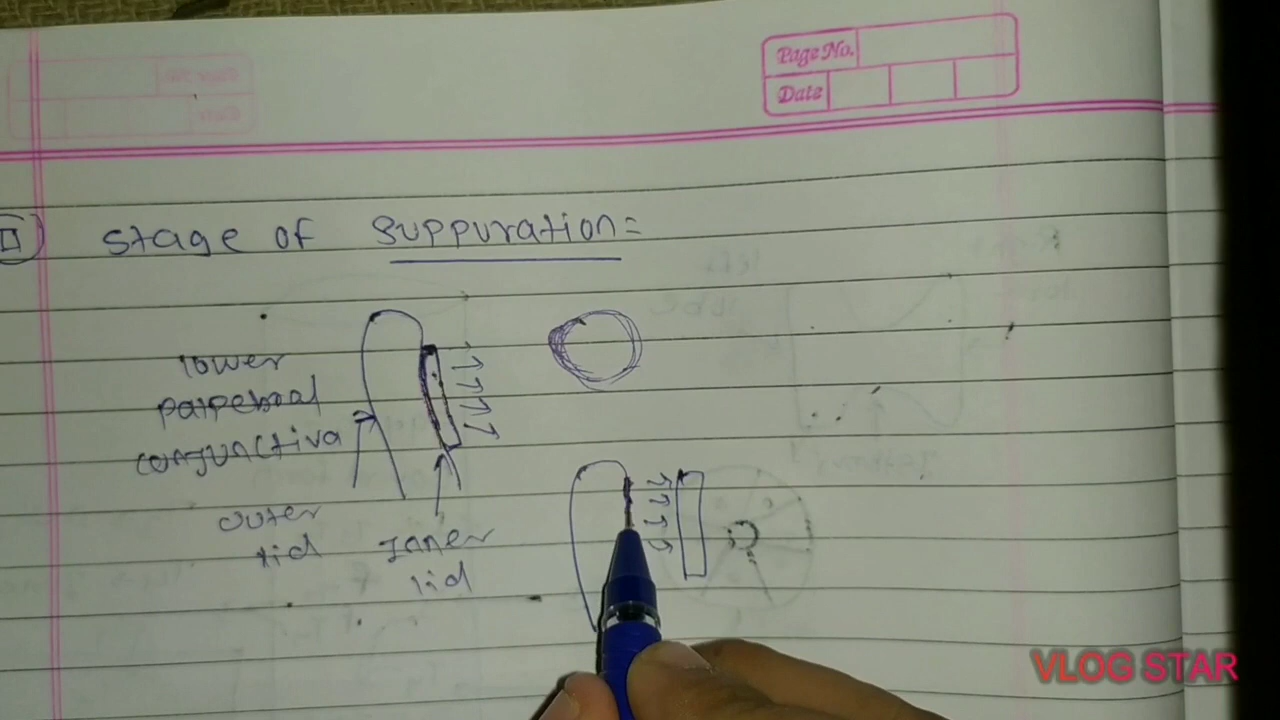 Page No.
Date
II) Stage of suppuration =
lower
palpebral
conjunctiva
outer
lid
Inner
lid
VLOG STAR